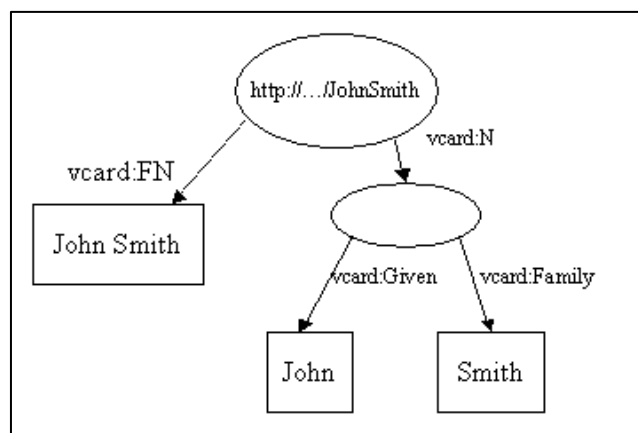 http://.../JohnSmith
vcard:N
vcard:FN
John Smith
vcard:Given
vcard:Family
John
Smith